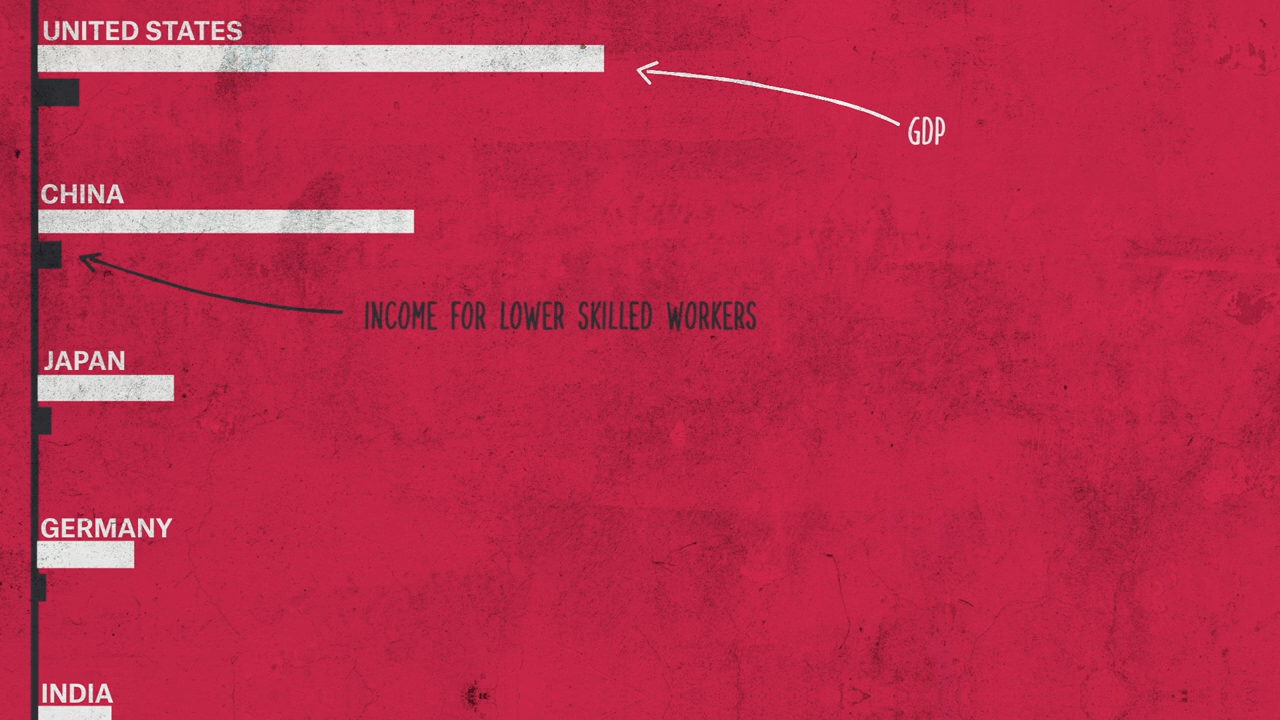 UNITED STATES
GDP
CHINA
INCOME FOR LOWER SKILLED WORKERS
JAPAN
GERMANY
INDIA